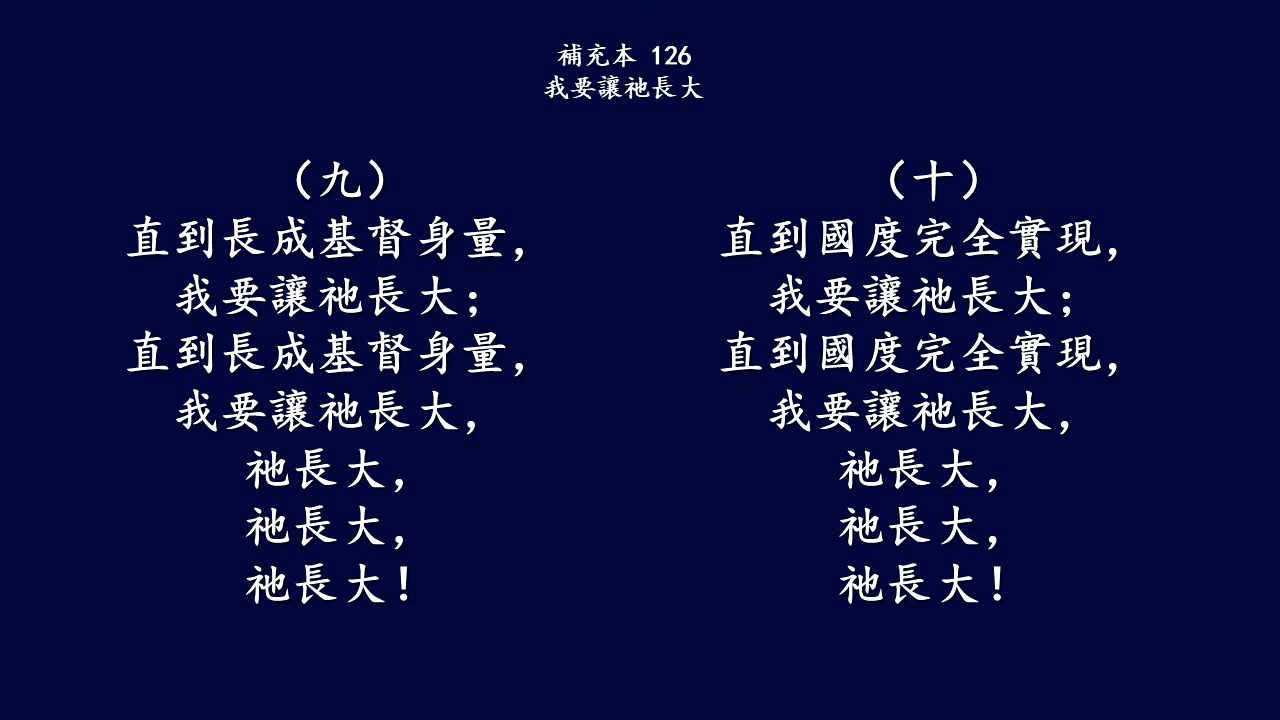 補充本 126
我要讓祂長大
（九）
直到長成基督身量，
我要讓祂長大；
直到長成基督身量，
我要讓祂長大，
祂長大，
祂長大，
祂長大！
（十）
直到國度完全實現，
我要讓祂長大；
直到國度完全實現，
我要讓祂長大，
祂長大，
祂長大，
祂長大！